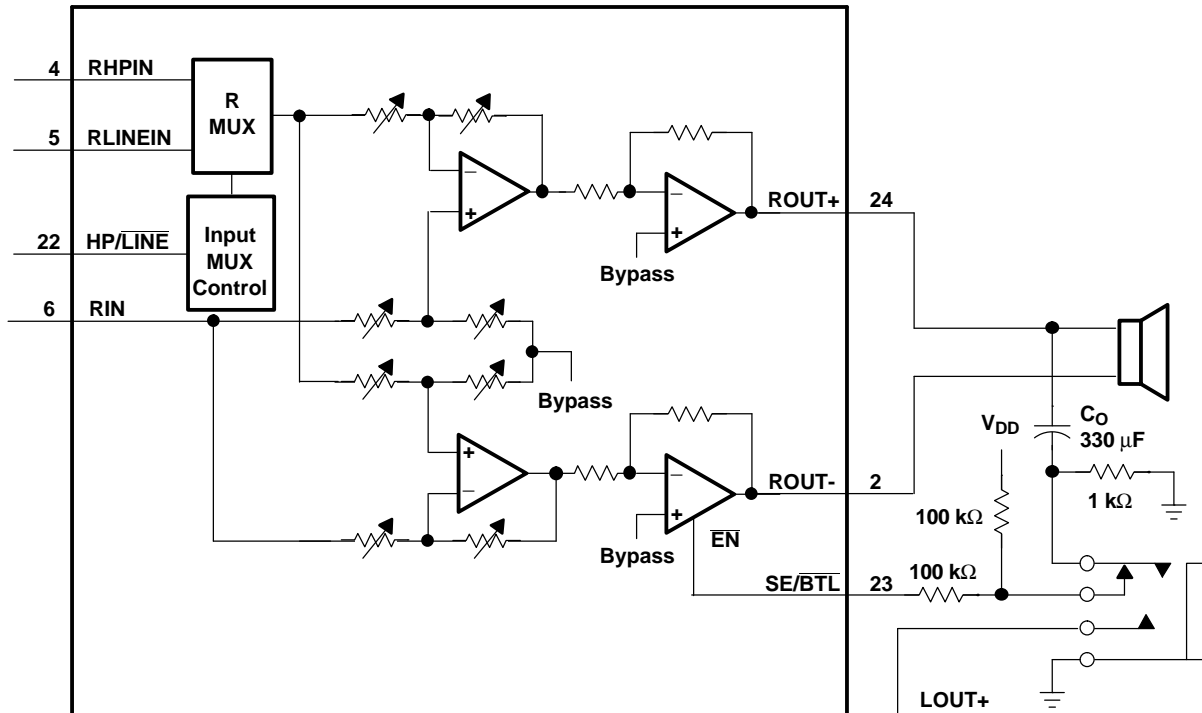 4 RHPIN
R
MUX
5 RLINEIN
22 HP/LINE
Input
MUX
Control
6 RIN
Bypass
ROUT+ 24
Bypass
VDD
CO
330 μF
1 kΩ
ROUT- 2
100 kΩ
Bypass
EN
SE/BTL 23
100 kΩ
LOUT+